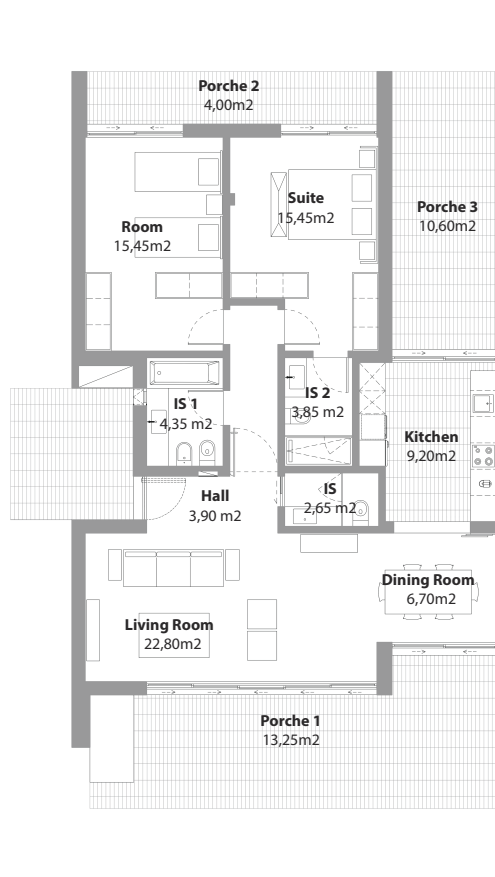 Porche 2
4,00m2
Suite
15,45m2
Porche 3
10,60m2
Room
15,45m2
IS 1
4,35 m2
IS 2
3,85 m2
Kitchen
9,20m2
Hall
3,90 m2
IS
2,65 m2
Dining Room
6,70m2
Living Room
22,80m2
Porche 1
13,25m2